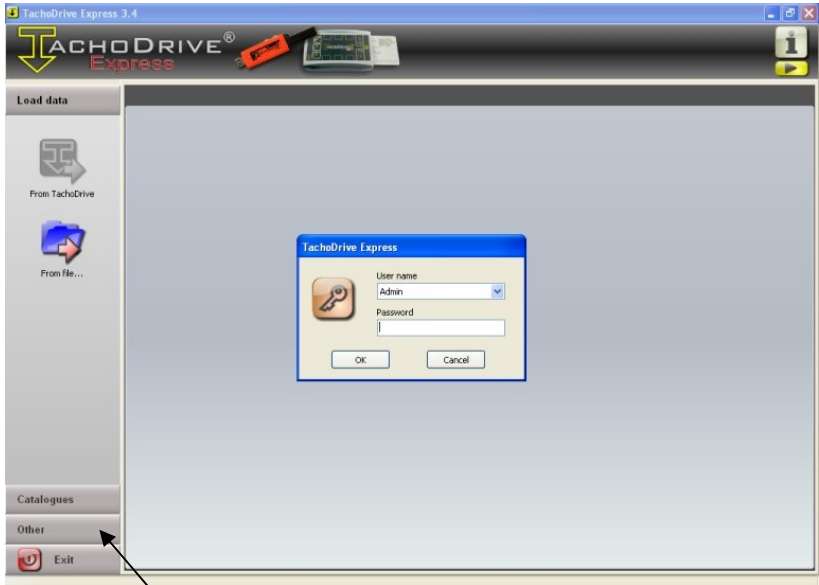 TachoDrive Express 3.4
TACHODRIVE®
Express
i
Load data
From TachoDrive
From file...
TachoDrive Express
User name
Admin
Password
OK
Cancel
Catalogues
Other
Exit